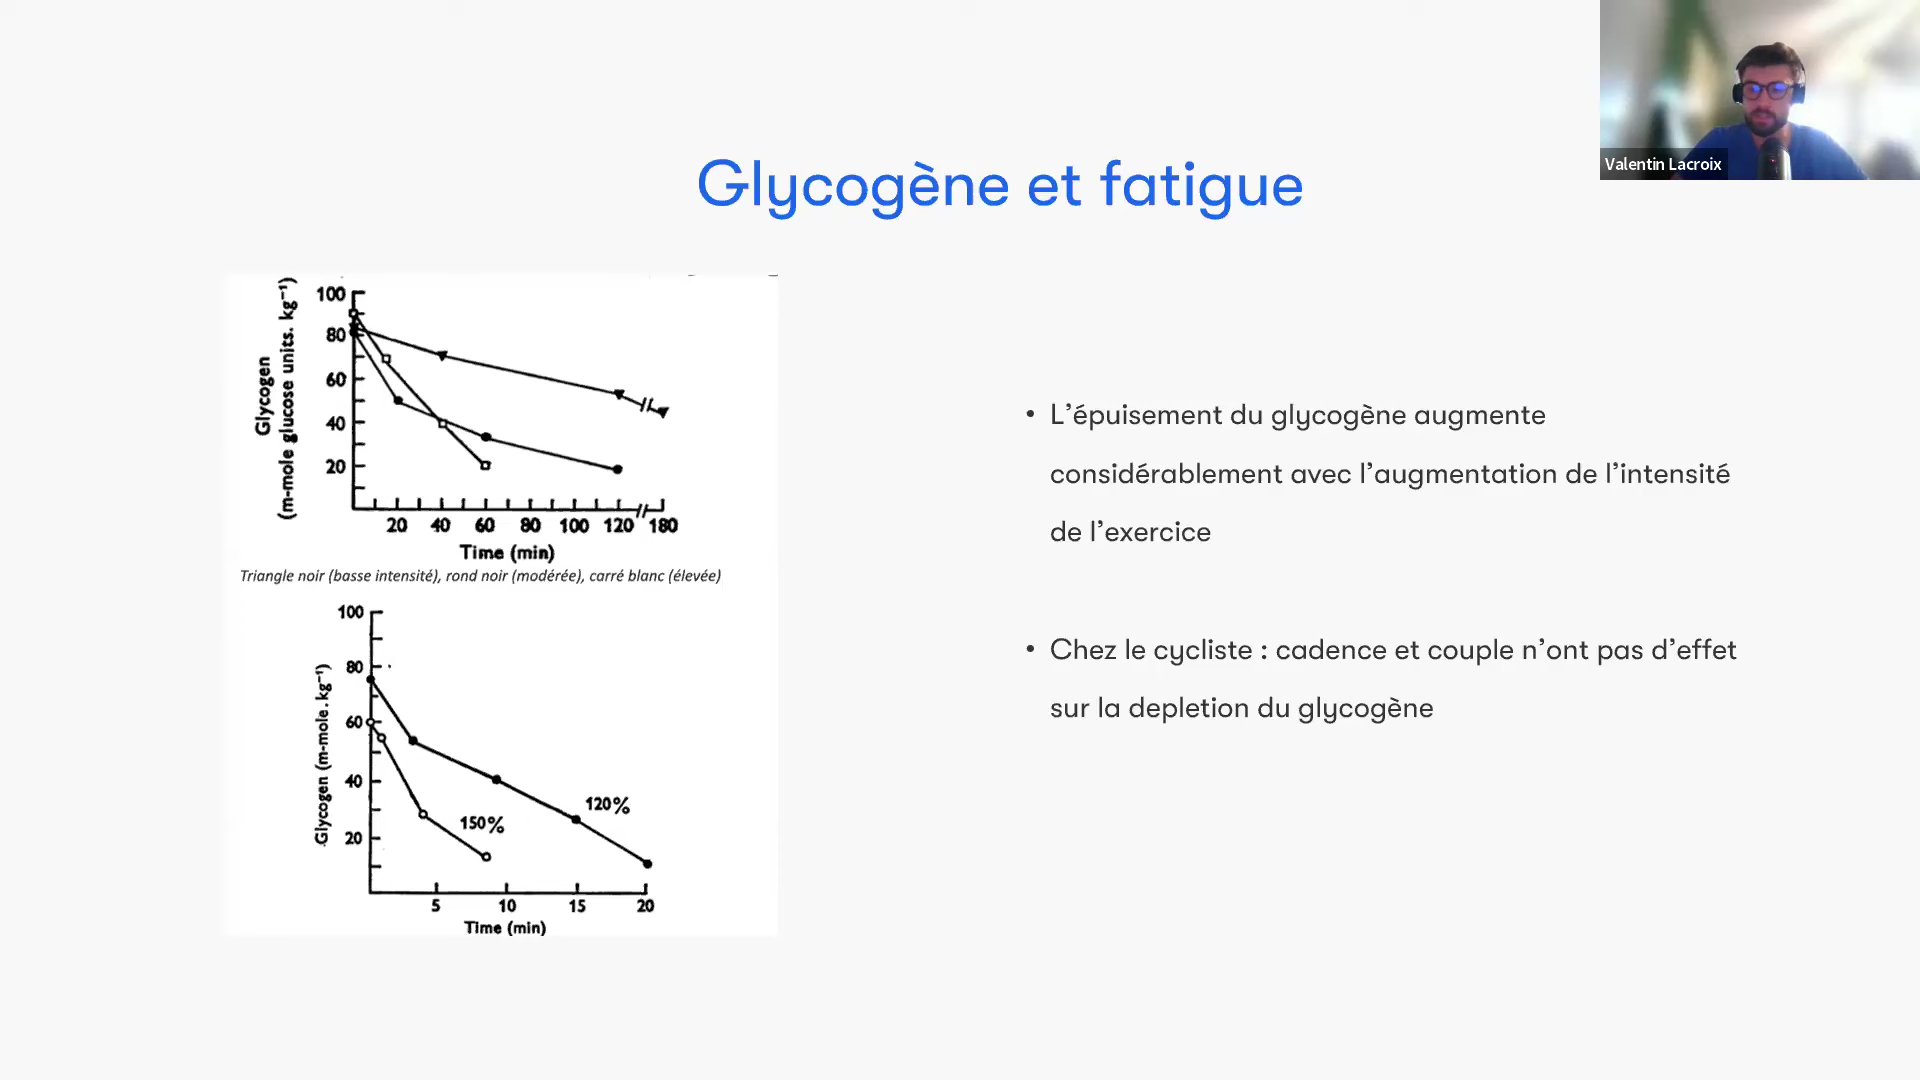 Valentin Lacroix
Glycogène et fatigue
Glycogen
(m-mole glucose units. kg⁻¹)
100
80
60
40
20
20 40 60 80 100 120 180
Time (min)
Triangle noir (basse intensité), rond noir (modérée), carré blanc (élevée)
Glycogen (m-mole.kg⁻¹)
100
80
60
40
20
120%
150%
5 10 15 20
Time (min)
• L’épuisement du glycogène augmente
considérablement avec l’augmentation de l’intensité
de l’exercice
• Chez le cycliste : cadence et couple n’ont pas d’effet
sur la depletion du glycogène